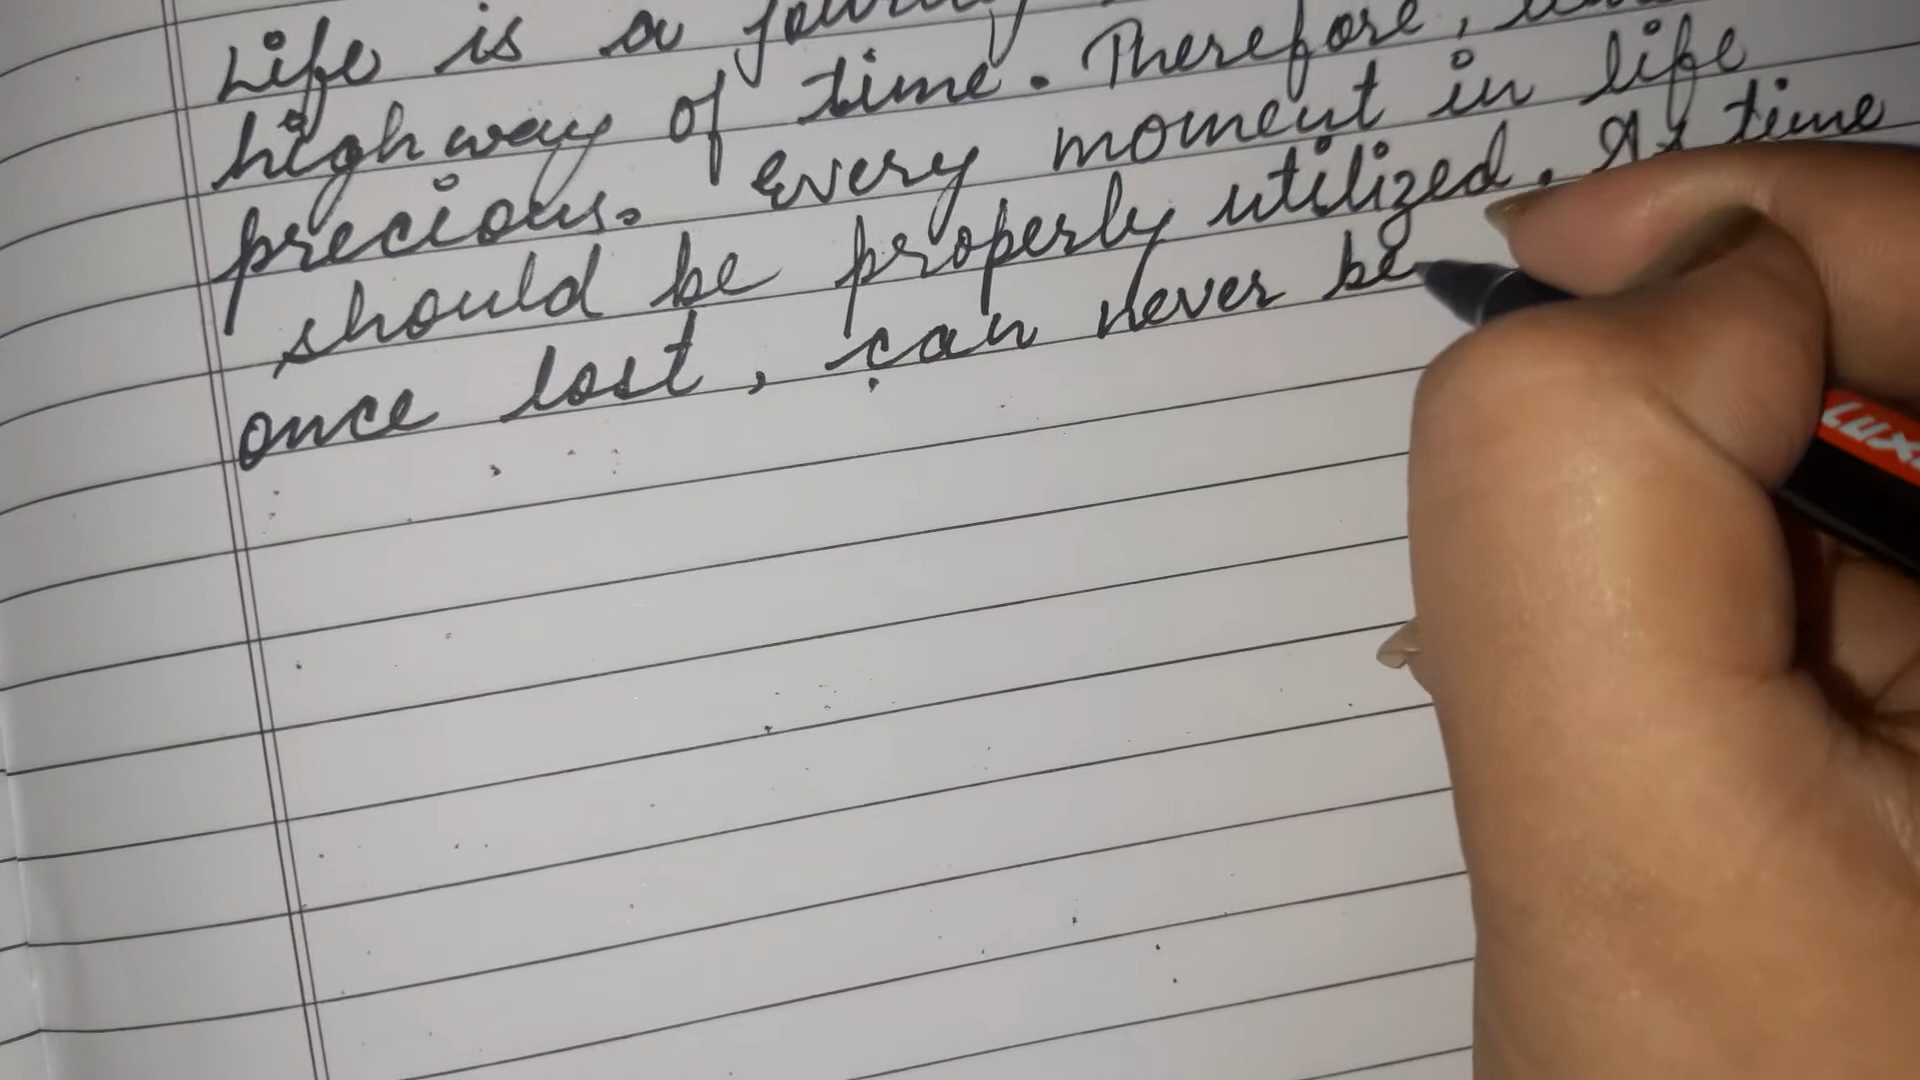 Life is a
highway of time. Therefore,
precious. Every moment in life
should be properly utilized. As time
once lost, can never be
LUX